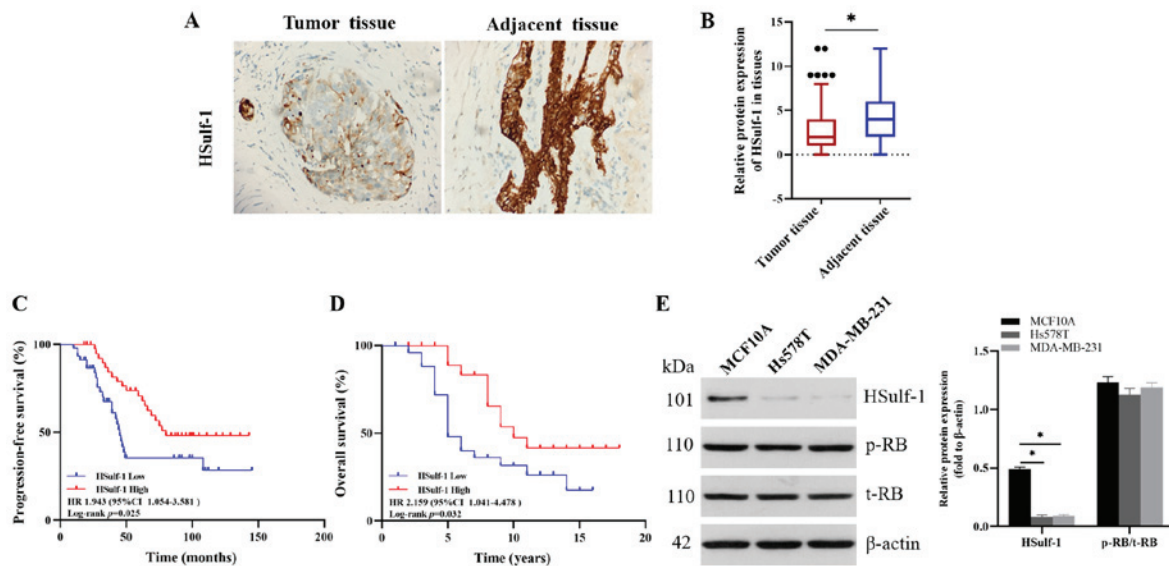 A
Tumor tissue
Adjacent tissue
HSulf-1
B
Relative protein expression
of HSulf-1 in tissues
*
15
10
5
0
-5
Tumor tissue
Adjacent tissue
C
Progression-free survival (%)
100
50
0
HSulf-1 Low
HSulf-1 High
HR 1.943 (95%CI 1.054-3.581)
Log-rank p=0.025
0
50
100
150
200
Time (months)
D
Overall survival (%)
100
50
0
HSulf-1 Low
HSulf-1 High
HR 2.159 (95%CI 1.041-4.478)
Log-rank p=0.032
0
5
10
15
20
Time (years)
E
kDa
MCF10A
Hs578T
MDA-MB-231
101
HSulf-1
110
p-RB
110
t-RB
42
β-actin
MCF10A
Hs578T
MDA-MB-231
Relative protein expression
(fold to β-actin)
1.5
1.0
0.5
0.0
*
*
HSulf-1
p-RB/t-RB